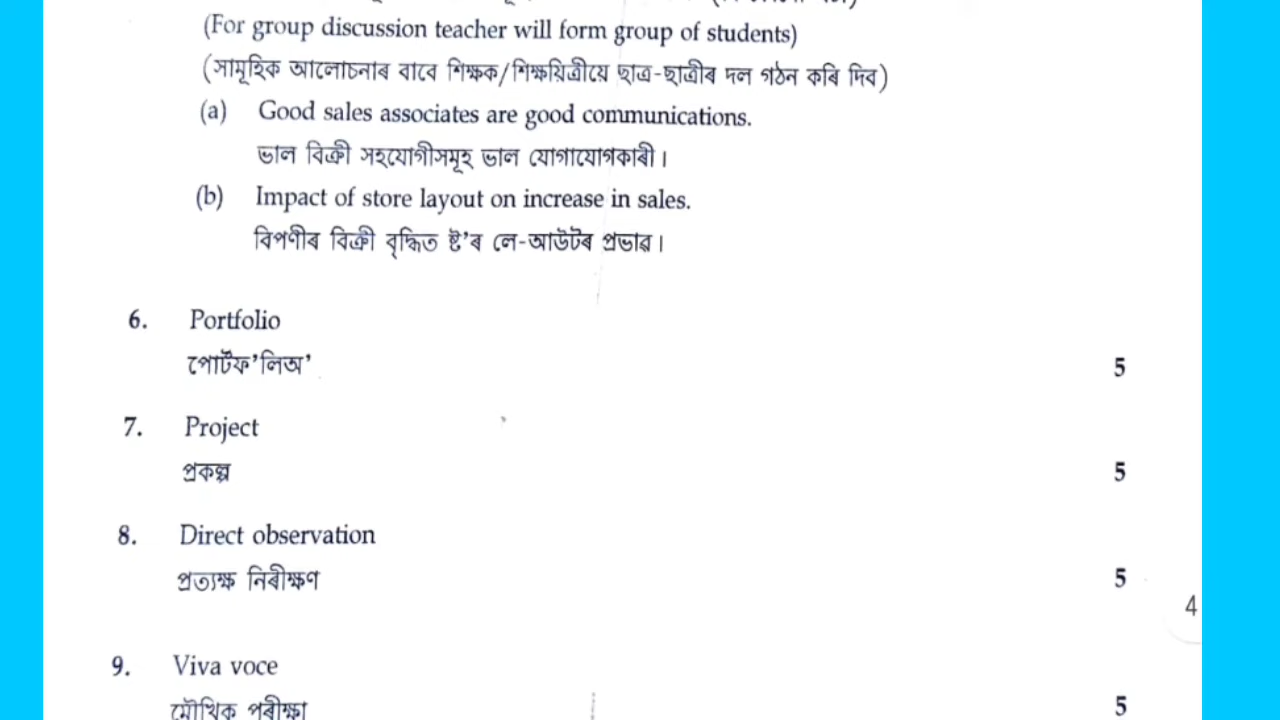 (For group discussion teacher will form group of students)
(সামূহিক আলোচনাৰ বাবে শিক্ষক/শিক্ষয়িত্ৰীয়ে ছাত্ৰ-ছাত্ৰীৰ দল গঠন কৰি দিব)
(a) Good sales associates are good communications.
ভাল বিক্ৰী সহযোগীসমূহ ভাল যোগাযোগকাৰী।
(b) Impact of store layout on increase in sales.
বিপণীৰ বিক্ৰী বৃদ্ধিত ষ্ট'ৰ লে-আউটৰ প্ৰভাৱ।
6. Portfolio
পোৰ্টফ'লিঅ' 5
7. Project
প্ৰকল্প 5
8. Direct observation
প্ৰত্যক্ষ নিৰীক্ষণ 5
4
9. Viva voce
মৌখিক পৰীক্ষা 5